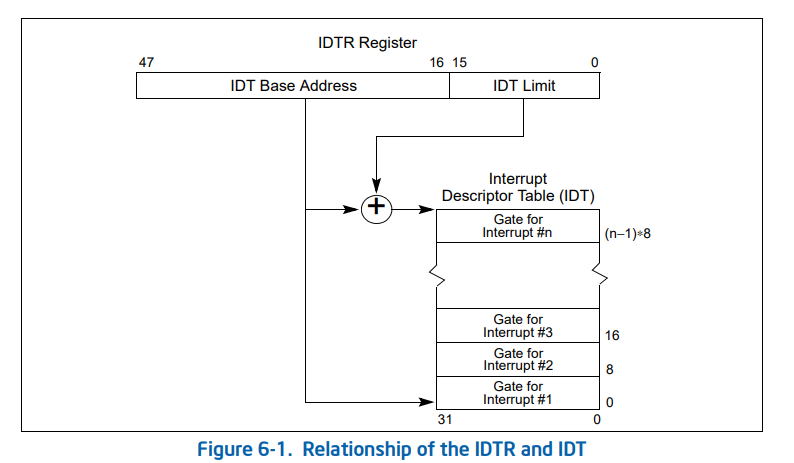 IDTR Register
47 16 15 0
IDT Base Address IDT Limit
+
Interrupt
Descriptor Table (IDT)
Gate for
Interrupt #n
(n–1)∗8
Gate for
Interrupt #3
16
Gate for
Interrupt #2
8
Gate for
Interrupt #1
0
31 0
Figure 6-1. Relationship of the IDTR and IDT